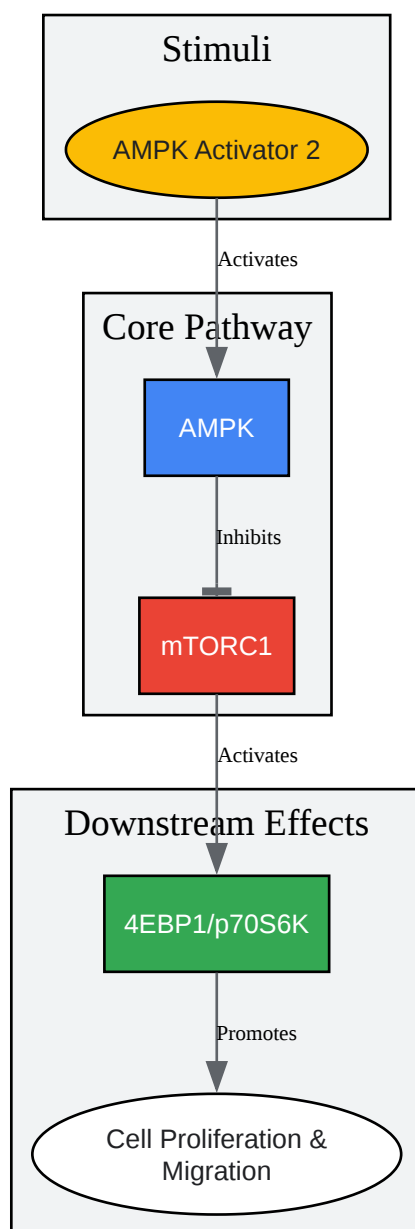 Stimuli
AMPK Activator 2
Activates
Core Pathway
AMPK
Inhibits
mTORC1
Activates
Downstream Effects
4EBP1/p70S6K
Promotes
Cell Proliferation &
Migration